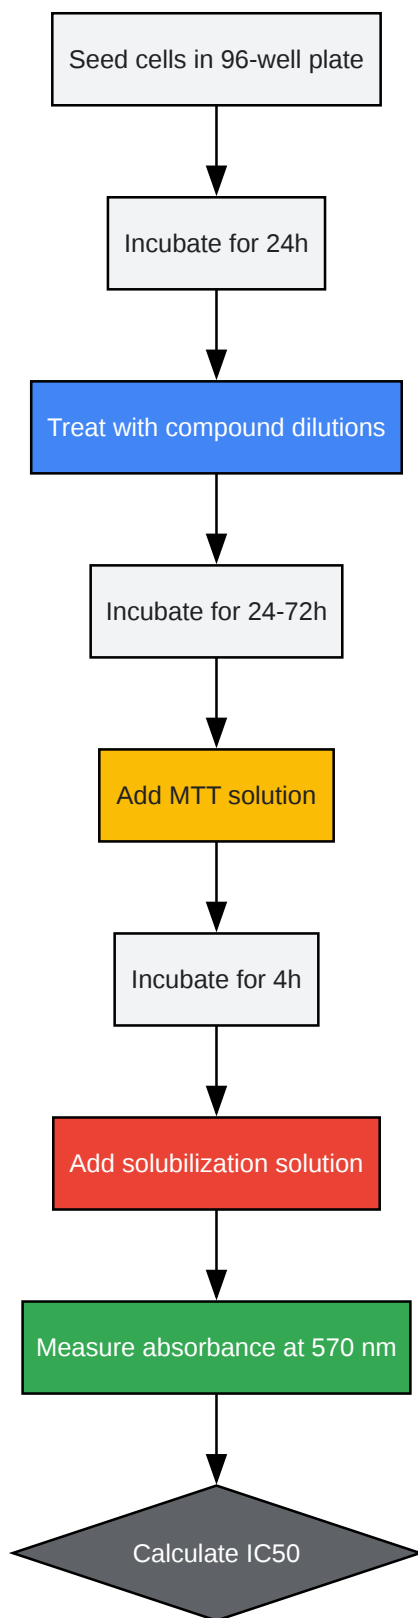 Seed cells in 96-well plate
Incubate for 24h
Treat with compound dilutions
Incubate for 24-72h
Add MTT solution
Incubate for 4h
Add solubilization solution
Measure absorbance at 570 nm
Calculate IC50